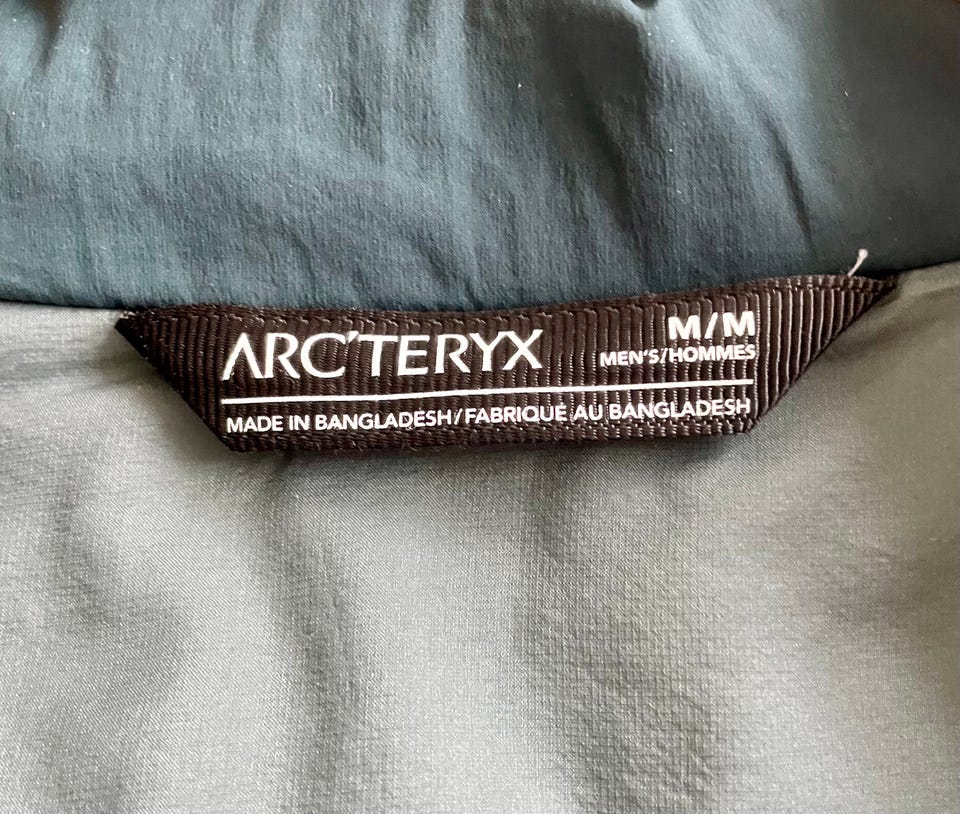 ARC'TERYX
M/M
MEN'S/HOMMES
MADE IN BANGLADESH/FABRIQUE AU BANGLADESH